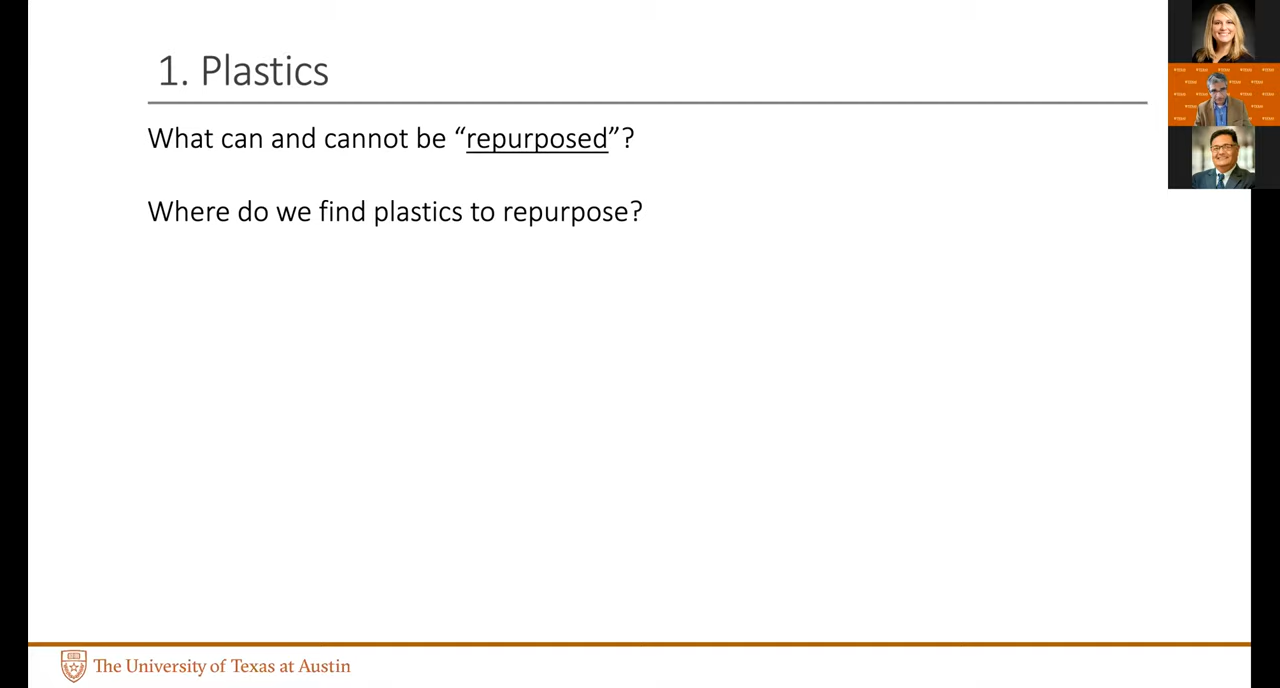 1. Plastics
What can and cannot be “repurposed”?
Where do we find plastics to repurpose?
The University of Texas at Austin